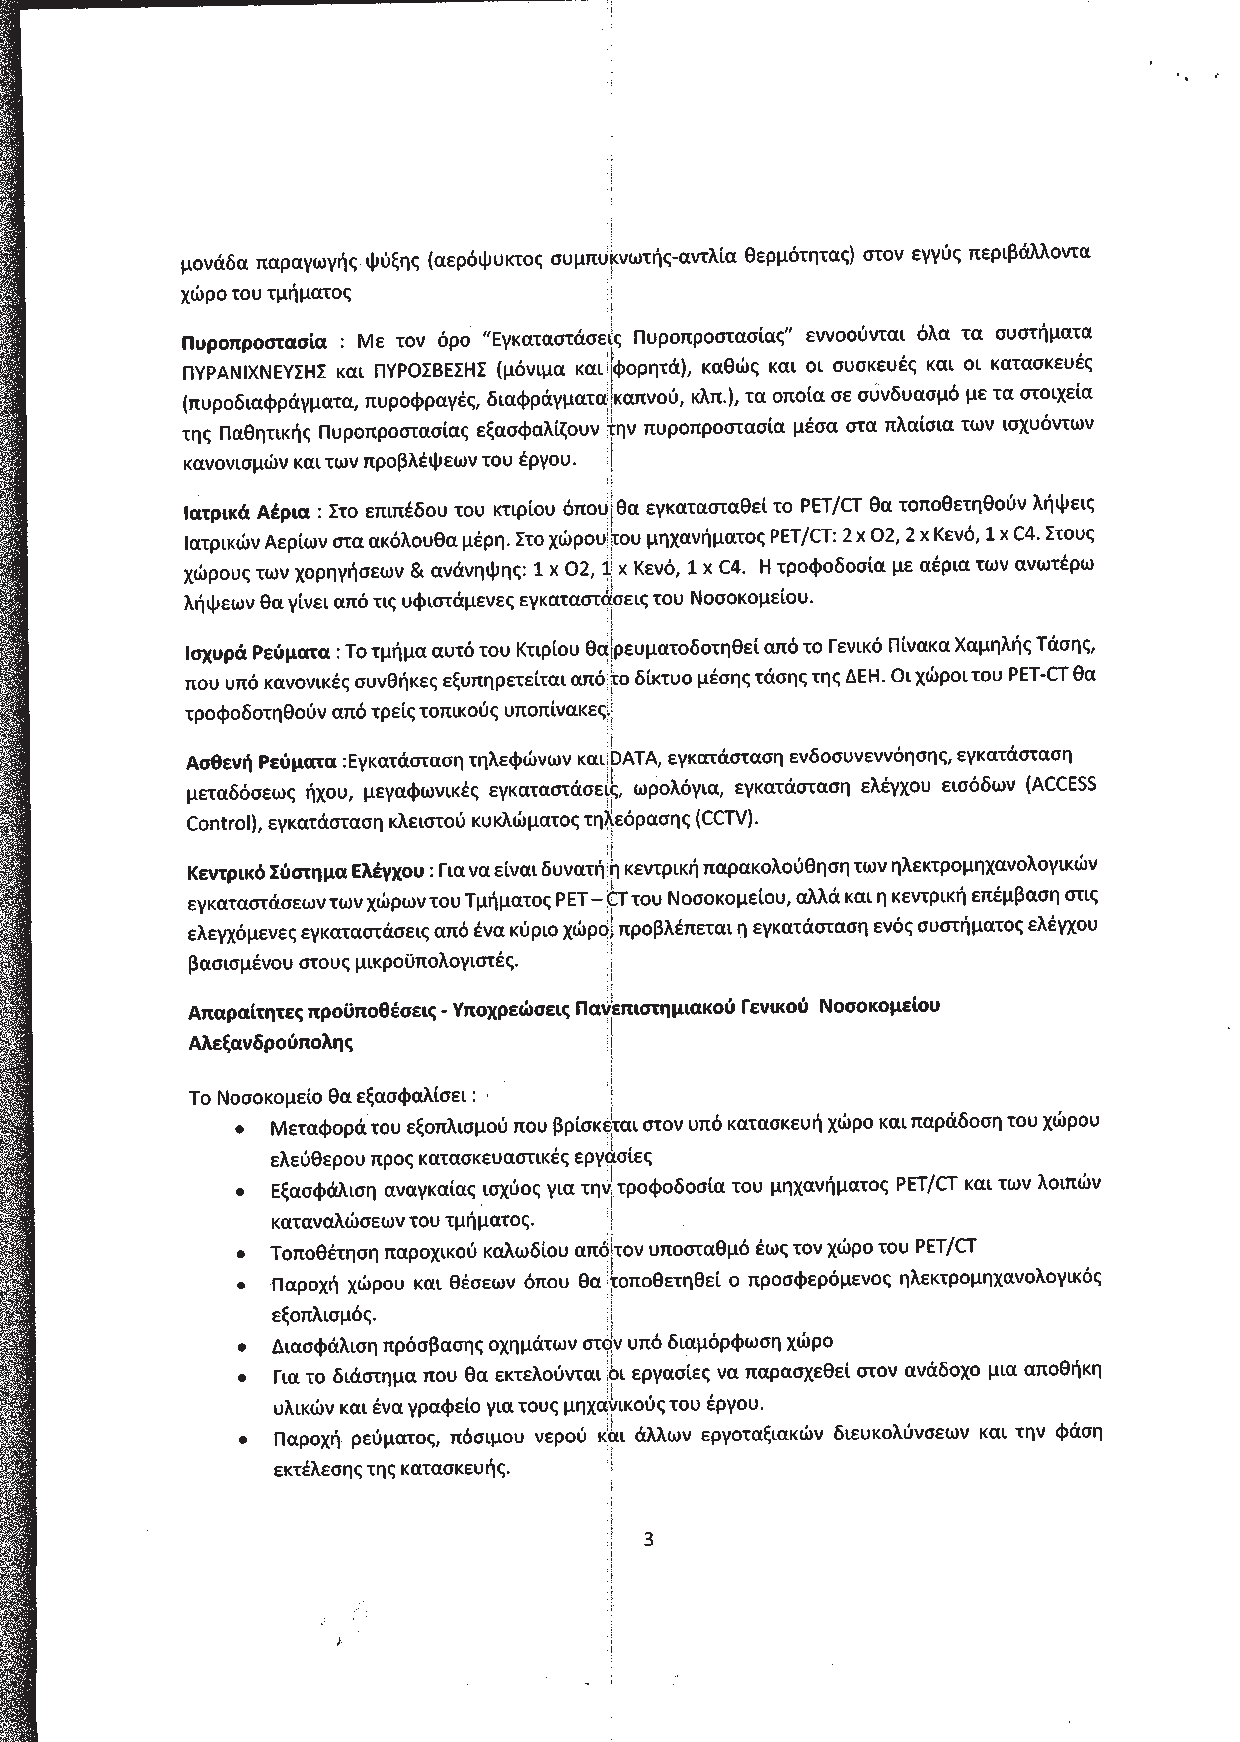 μονάδα παραγωγής ψύξης (αερόψυκτος συμπυκνωτής-αντλία θερμότητας) στον εγγύς περιβάλλοντα
χώρο του τμήματος
Πυροπροστασία : Με τον όρο "Εγκαταστάσεις Πυροπροστασίας" εννοούνται όλα τα συστήματα
ΠΥΡΑΝΙΧΝΕΥΣΗΣ και ΠΥΡΟΣΒΕΣΗΣ (μόνιμα και φορητά), καθώς και οι συσκευές και οι κατασκευές
(πυροδιαφράγματα, πυροφραγές, διαφράγματα καπνού, κλπ.), τα οποία σε συνδυασμό με τα στοιχεία
της Παθητικής Πυροπροστασίας εξασφαλίζουν την πυροπροστασία μέσα στα πλαίσια των ισχυόντων
κανονισμών και των προβλέψεων του έργου.
Ιατρικά Αέρια : Στο επιπέδου του κτιρίου όπου θα εγκατασταθεί το PET/CT θα τοποθετηθούν λήψεις
Ιατρικών Αερίων στα ακόλουθα μέρη. Στο χώρου του μηχανήματος PET/CT: 2 x O2, 2 x Κενό, 1 x C4. Στους
χώρους των χορηγήσεων & ανάνηψης: 1 x O2, 1 x Κενό, 1 x C4. Η τροφοδοσία με αέρια των ανωτέρω
λήψεων θα γίνει από τις υφιστάμενες εγκαταστάσεις του Νοσοκομείου.
Ισχυρά Ρεύματα : Το τμήμα αυτό του Κτιρίου θα ρευματοδοτηθεί από το Γενικό Πίνακα Χαμηλής Τάσης,
που υπό κανονικές συνθήκες εξυπηρετείται από το δίκτυο μέσης τάσης της ΔΕΗ. Οι χώροι του PET-CT θα
τροφοδοτηθούν από τρείς τοπικούς υποπίνακες.
Ασθενή Ρεύματα :Εγκατάσταση τηλεφώνων και DATA, εγκατάσταση ενδοσυνεννόησης, εγκατάσταση
μεταδόσεως ήχου, μεγαφωνικές εγκαταστάσεις, ωρολόγια, εγκατάσταση ελέγχου εισόδων (ACCESS
Control), εγκατάσταση κλειστού κυκλώματος τηλεόρασης (CCTV).
Κεντρικό Σύστημα Ελέγχου : Για να είναι δυνατή η κεντρική παρακολούθηση των ηλεκτρομηχανολογικών
εγκαταστάσεων των χώρων του Τμήματος PET – CT του Νοσοκομείου, αλλά και η κεντρική επέμβαση στις
ελεγχόμενες εγκαταστάσεις από ένα κύριο χώρο, προβλέπεται η εγκατάσταση ενός συστήματος ελέγχου
βασισμένου στους μικροϋπολογιστές.
Απαραίτητες προϋποθέσεις - Υποχρεώσεις Πανεπιστημιακού Γενικού Νοσοκομείου
Αλεξανδρούπολης
Το Νοσοκομείο θα εξασφαλίσει :
• Μεταφορά του εξοπλισμού που βρίσκεται στον υπό κατασκευή χώρο και παράδοση του χώρου
ελεύθερου προς κατασκευαστικές εργασίες
• Εξασφάλιση αναγκαίας ισχύος για την τροφοδοσία του μηχανήματος PET/CT και των λοιπών
καταναλώσεων του τμήματος.
• Τοποθέτηση παροχικού καλωδίου από τον υποσταθμό έως τον χώρο του PET/CT
• Παροχή χώρου και θέσεων όπου θα τοποθετηθεί ο προσφερόμενος ηλεκτρομηχανολογικός
εξοπλισμός.
• Διασφάλιση πρόσβασης οχημάτων στον υπό διαμόρφωση χώρο
• Για το διάστημα που θα εκτελούνται οι εργασίες να παρασχεθεί στον ανάδοχο μια αποθήκη
υλικών και ένα γραφείο για τους μηχανικούς του έργου.
• Παροχή ρεύματος, πόσιμου νερού και άλλων εργοταξιακών διευκολύνσεων και την φάση
εκτέλεσης της κατασκευής.
3